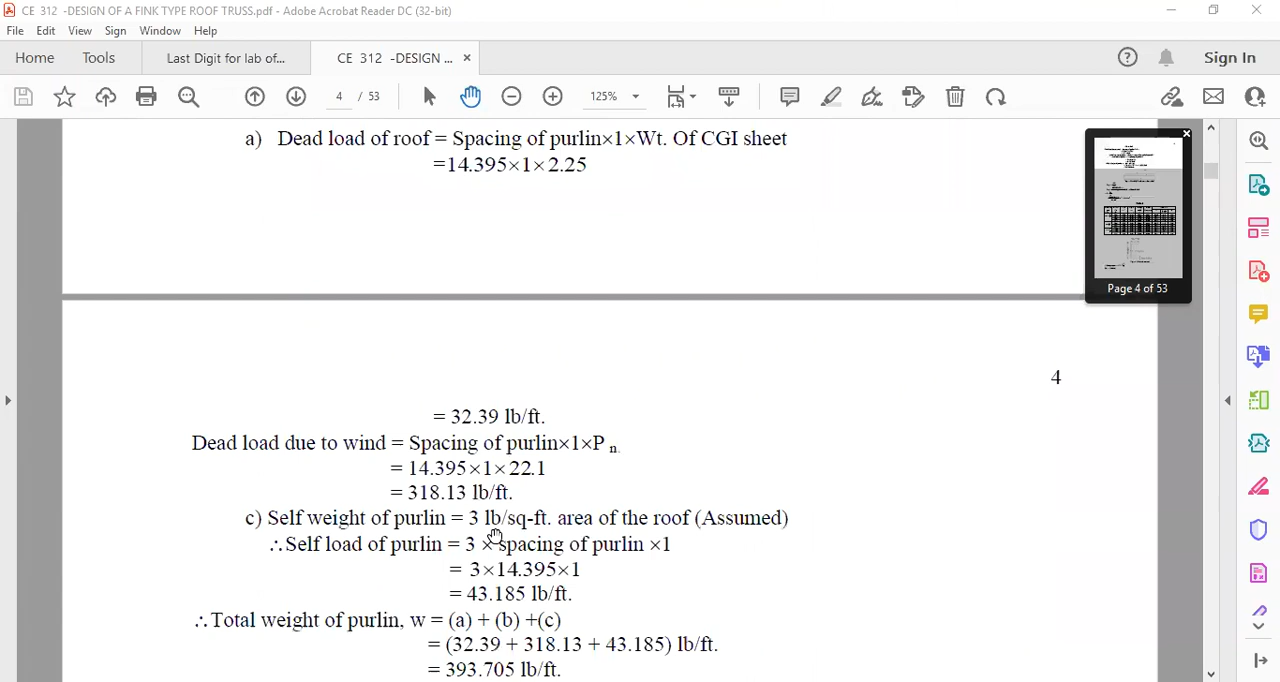 CE 312 -DESIGN OF A FINK TYPE ROOF TRUSS.pdf - Adobe Acrobat Reader DC (32-bit)
File Edit View Sign Window Help
Home Tools Last Digit for lab of... CE 312 -DESIGN ... × Sign In
4 / 53 125%
a) Dead load of roof = Spacing of purlin×1×Wt. Of CGI sheet
=14.395×1×2.25
Page 4 of 53
4
= 32.39 lb/ft.
Dead load due to wind = Spacing of purlin×1×P n.
= 14.395×1×22.1
= 318.13 lb/ft.
c) Self weight of purlin = 3 lb/sq-ft. area of the roof (Assumed)
∴Self load of purlin = 3 × spacing of purlin ×1
= 3×14.395×1
= 43.185 lb/ft.
∴Total weight of purlin, w = (a) + (b) +(c)
= (32.39 + 318.13 + 43.185) lb/ft.
= 393.705 lb/ft.